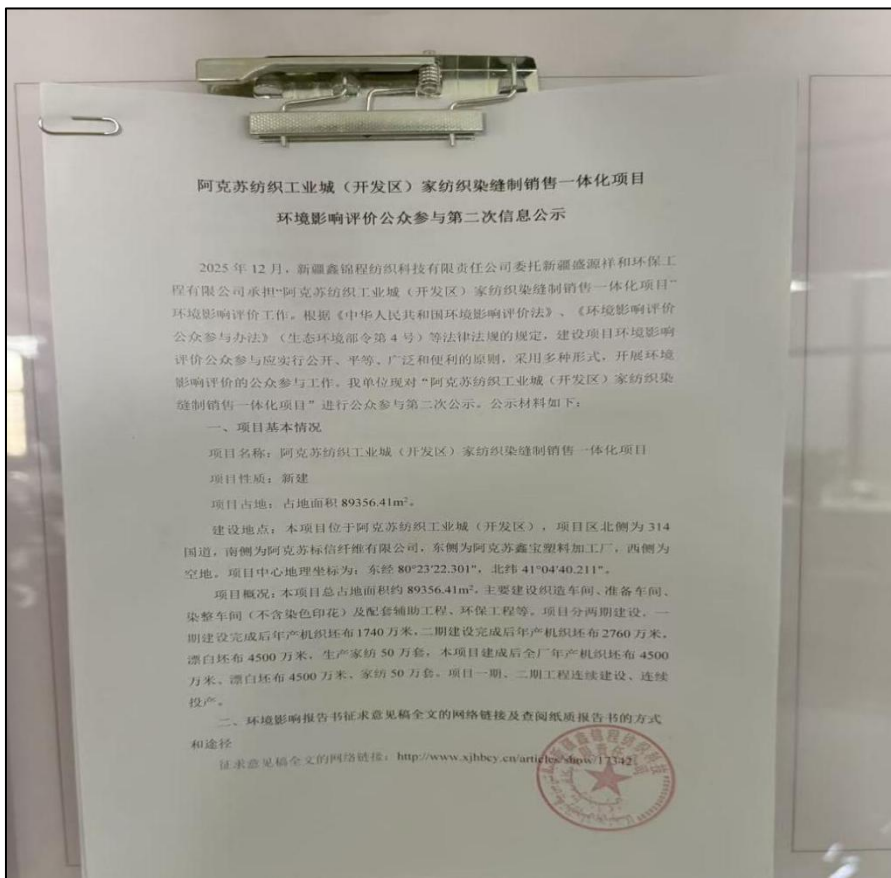 阿克苏纺织工业城（开发区）家纺织染缝制销售一体化项目
环境影响评价公众参与第二次信息公示
2025 年 12 月，新疆鑫锦程纺织科技有限责任公司委托新疆盛源祥和环保工
程有限公司承担“阿克苏纺织工业城（开发区）家纺织染缝制销售一体化项目”
环境影响评价工作。根据《中华人民共和国环境影响评价法》、《环境影响评价
公众参与办法》（生态环境部令第 4 号）等法律法规的规定，建设项目环境影响
评价公众参与应实行公开、平等、广泛和便利的原则，采用多种形式，开展环境
影响评价的公众参与工作。我单位现对“阿克苏纺织工业城（开发区）家纺织染
缝制销售一体化项目”进行公众参与第二次公示。公示材料如下：
一、项目基本情况
项目名称：阿克苏纺织工业城（开发区）家纺织染缝制销售一体化项目
项目性质：新建
项目占地：占地面积 89356.41m²。
建设地点：本项目位于阿克苏纺织工业城（开发区），项目区北侧为 314
国道，南侧为阿克苏标信纤维有限公司，东侧为阿克苏鑫宝塑料加工厂，西侧为
空地。项目中心地理坐标为：东经 80°23′22.301″，北纬 41°04′40.211″。
项目概况：本项目总占地面积约 89356.41m²，主要建设织造车间、准备车间、
染整车间（不含染色印花）及配套辅助工程、环保工程等。项目分两期建设，一
期建设完成后年产机织坯布 1740 万米，二期建设完成后年产机织坯布 2760 万米，
漂白坯布 4500 万米，生产家纺 50 万套，本项目建成后全厂年产机织坯布 4500
万米、漂白坯布 4500 万米、家纺 50 万套。项目一期、二期工程连续建设、连续
投产。
二、环境影响报告书征求意见稿全文的网络链接及查阅纸质报告书的方式
和途径
征求意见稿全文的网络链接：http://www.xjhbcy.cn/articles/show/17342
新疆鑫锦程纺织科技
有限责任公司